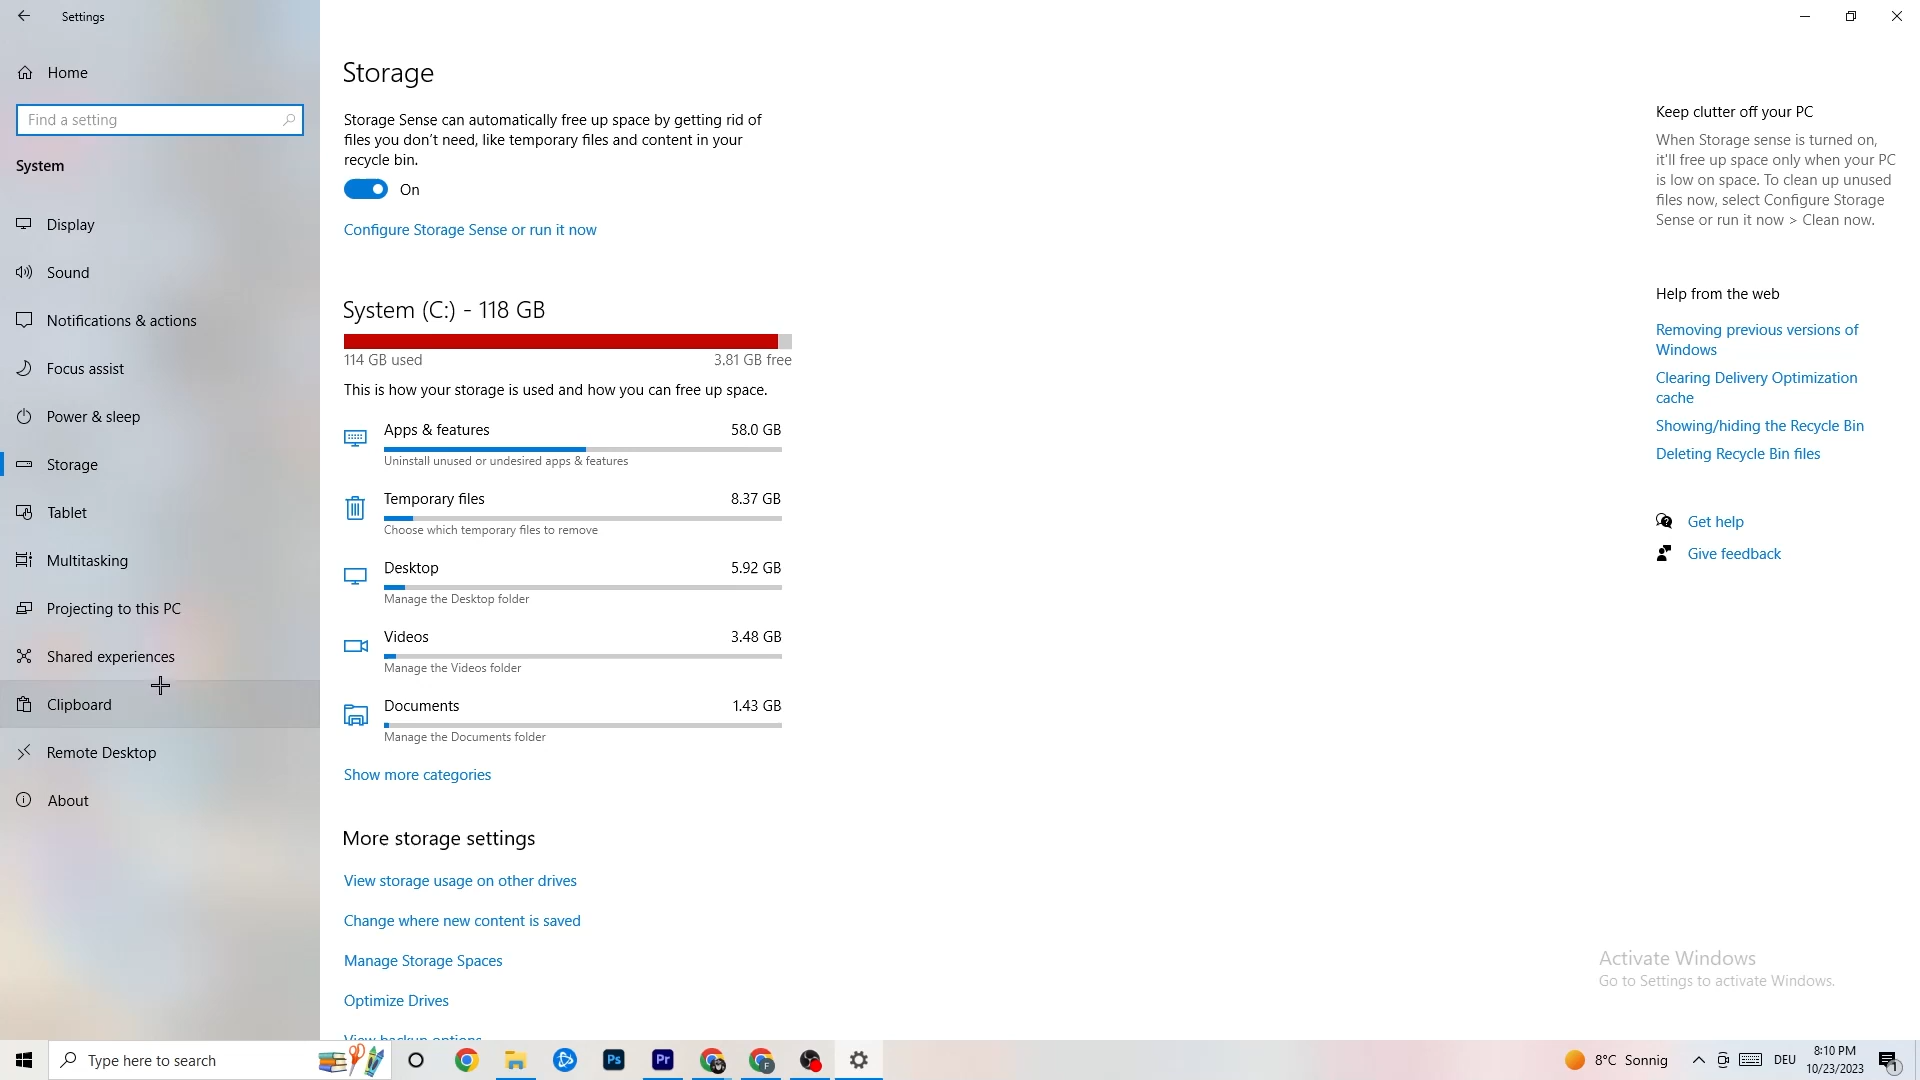 Settings
Home
Find a setting
System
Display
Sound
Notifications & actions
Focus assist
Power & sleep
Storage
Tablet
Multitasking
Projecting to this PC
Shared experiences
Clipboard
Remote Desktop
About
Storage
Storage Sense can automatically free up space by getting rid of
files you don't need, like temporary files and content in your
recycle bin.
On
Configure Storage Sense or run it now
System (C:) - 118 GB
114 GB used 3.81 GB free
This is how your storage is used and how you can free up space.
Apps & features 58.0 GB
Uninstall unused or undesired apps & features
Temporary files 8.37 GB
Choose which temporary files to remove
Desktop 5.92 GB
Manage the Desktop folder
Videos 3.48 GB
Manage the Videos folder
Documents 1.43 GB
Manage the Documents folder
Show more categories
More storage settings
View storage usage on other drives
Change where new content is saved
Manage Storage Spaces
Optimize Drives
View backup options
Keep clutter off your PC
When Storage sense is turned on,
it'll free up space only when your PC
is low on space. To clean up unused
files now, select Configure Storage
Sense or run it now > Clean now.
Help from the web
Removing previous versions of
Windows
Clearing Delivery Optimization
cache
Showing/hiding the Recycle Bin
Deleting Recycle Bin files
Get help
Give feedback
Activate Windows
Go to Settings to activate Windows.
Type here to search
Ps
Pr
F
8°C Sonnig
DEU
8:10 PM
10/23/2023
1